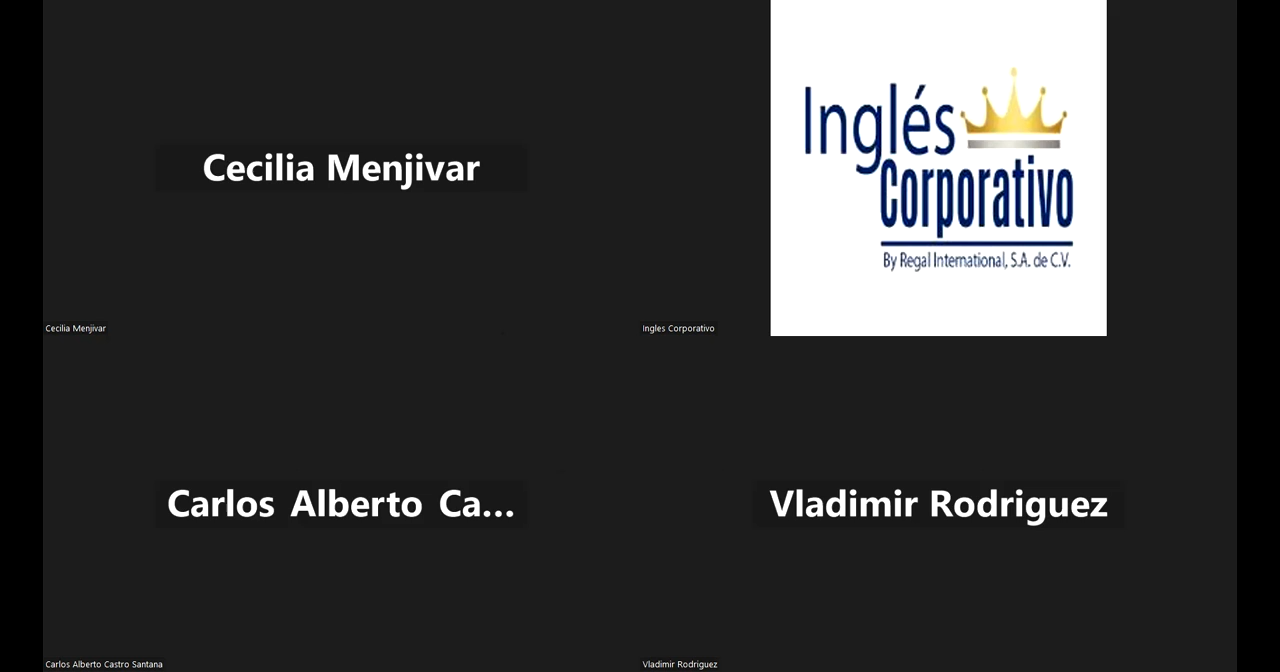 Cecilia Menjivar
Cecilia Menjivar
Inglés
Corporativo
By Regal International, S.A. de C.V.
Ingles Corporativo
Carlos Alberto Ca...
Carlos Alberto Castro Santana
Vladimir Rodriguez
Vladimir Rodriguez